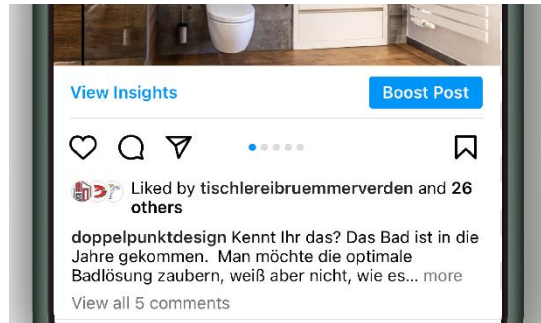 View Insights
Boost Post
Liked by tischlereibruemmerverden and 26
others
doppelpunktdesign Kennt Ihr das? Das Bad ist in die
Jahre gekommen. Man möchte die optimale
Badlösung zaubern, weiß aber nicht, wie es... more
View all 5 comments